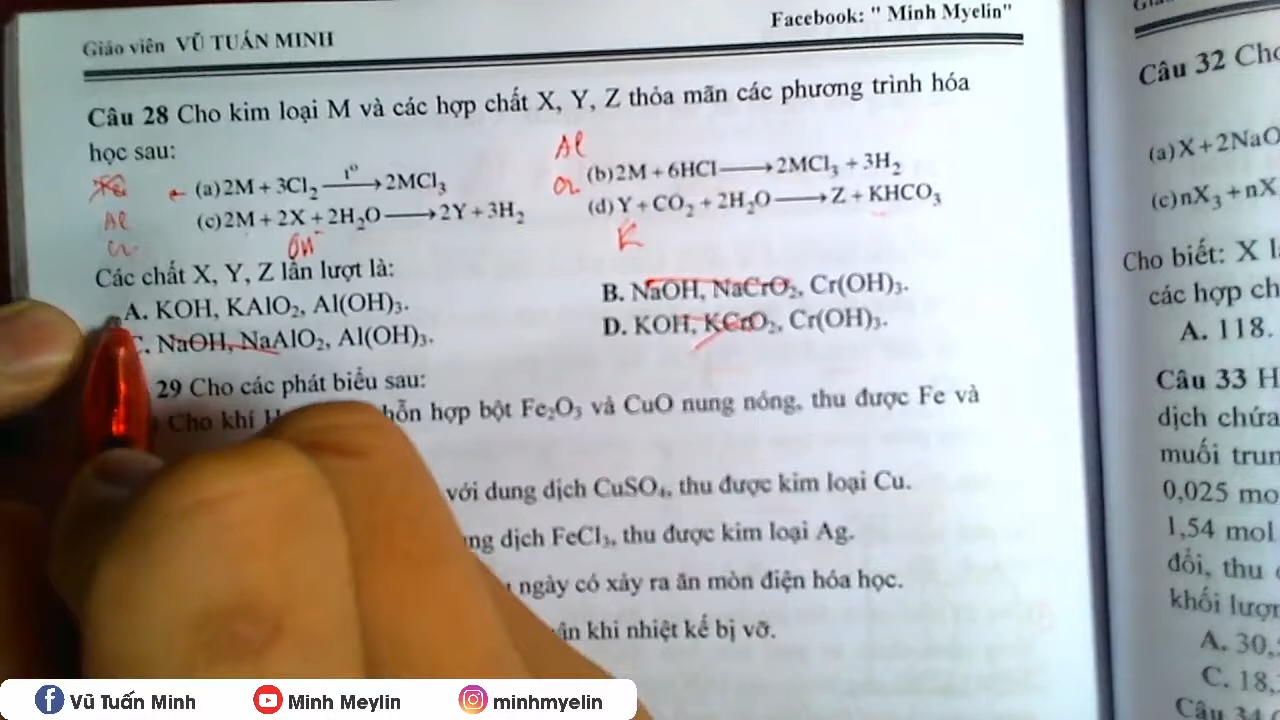 Giáo viên VŨ TUẤN MINH
Facebook: " Minh Myelin"
Câu 28 Cho kim loại M và các hợp chất X, Y, Z thỏa mãn các phương trình hóa
học sau:
Al
Cr
(a) 2M + 3Cl₂ —t°→ 2MCl₃
(b) 2M + 6HCl → 2MCl₃ + 3H₂
Al
Cr
(c) 2M + 2X + 2H₂O → 2Y + 3H₂
(d) Y + CO₂ + 2H₂O → Z + KHCO₃
OH⁻
K
Các chất X, Y, Z lần lượt là:
A. KOH, KAlO₂, Al(OH)₃.
B. NaOH, NaCrO₂, Cr(OH)₃.
C. NaOH, NaAlO₂, Al(OH)₃.
D. KOH, KCrO₂, Cr(OH)₃.
29 Cho các phát biểu sau:
Cho khí hỗn hợp bột Fe₂O₃ và CuO nung nóng, thu được Fe và
với dung dịch CuSO₄, thu được kim loại Cu.
dịch FeCl₃, thu được kim loại Ag.
ngày có xảy ra ăn mòn điện hóa học.
khi nhiệt kế bị vỡ.
Câu 32 Cho
(a) X + 2NaO
(c) nX₃ + nX
Cho biết: X
các hợp ch
A. 118.
Câu 33 H
dịch chứa
muối trun
0,025 mo
1,54 mol
đổi, thu
khối lượn
A. 30,
C. 18,
Câu 34
Vũ Tuấn Minh
Minh Meylin
minhmyelin